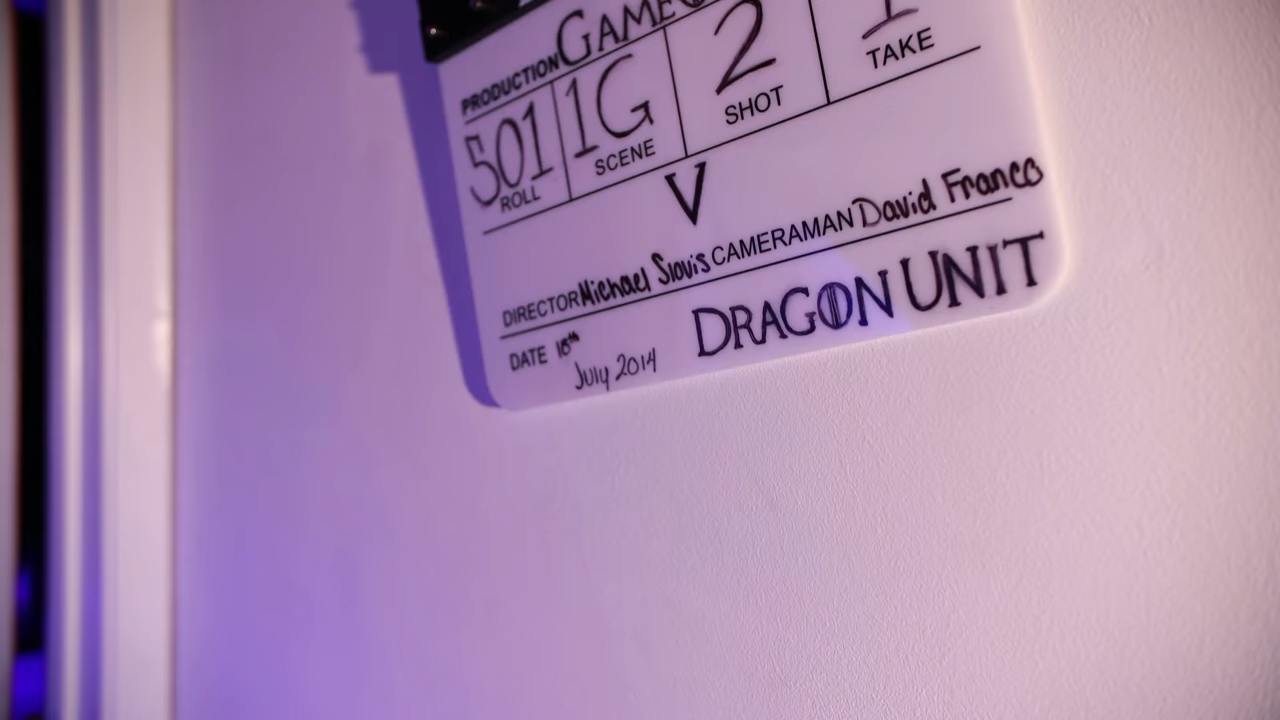 PRODUCTION GAME
501 1G 2 1
ROLL SCENE SHOT TAKE
V
DIRECTOR Michael Slovis CAMERAMAN David Franco
DATE 18th July 2014
DRAGON UNIT